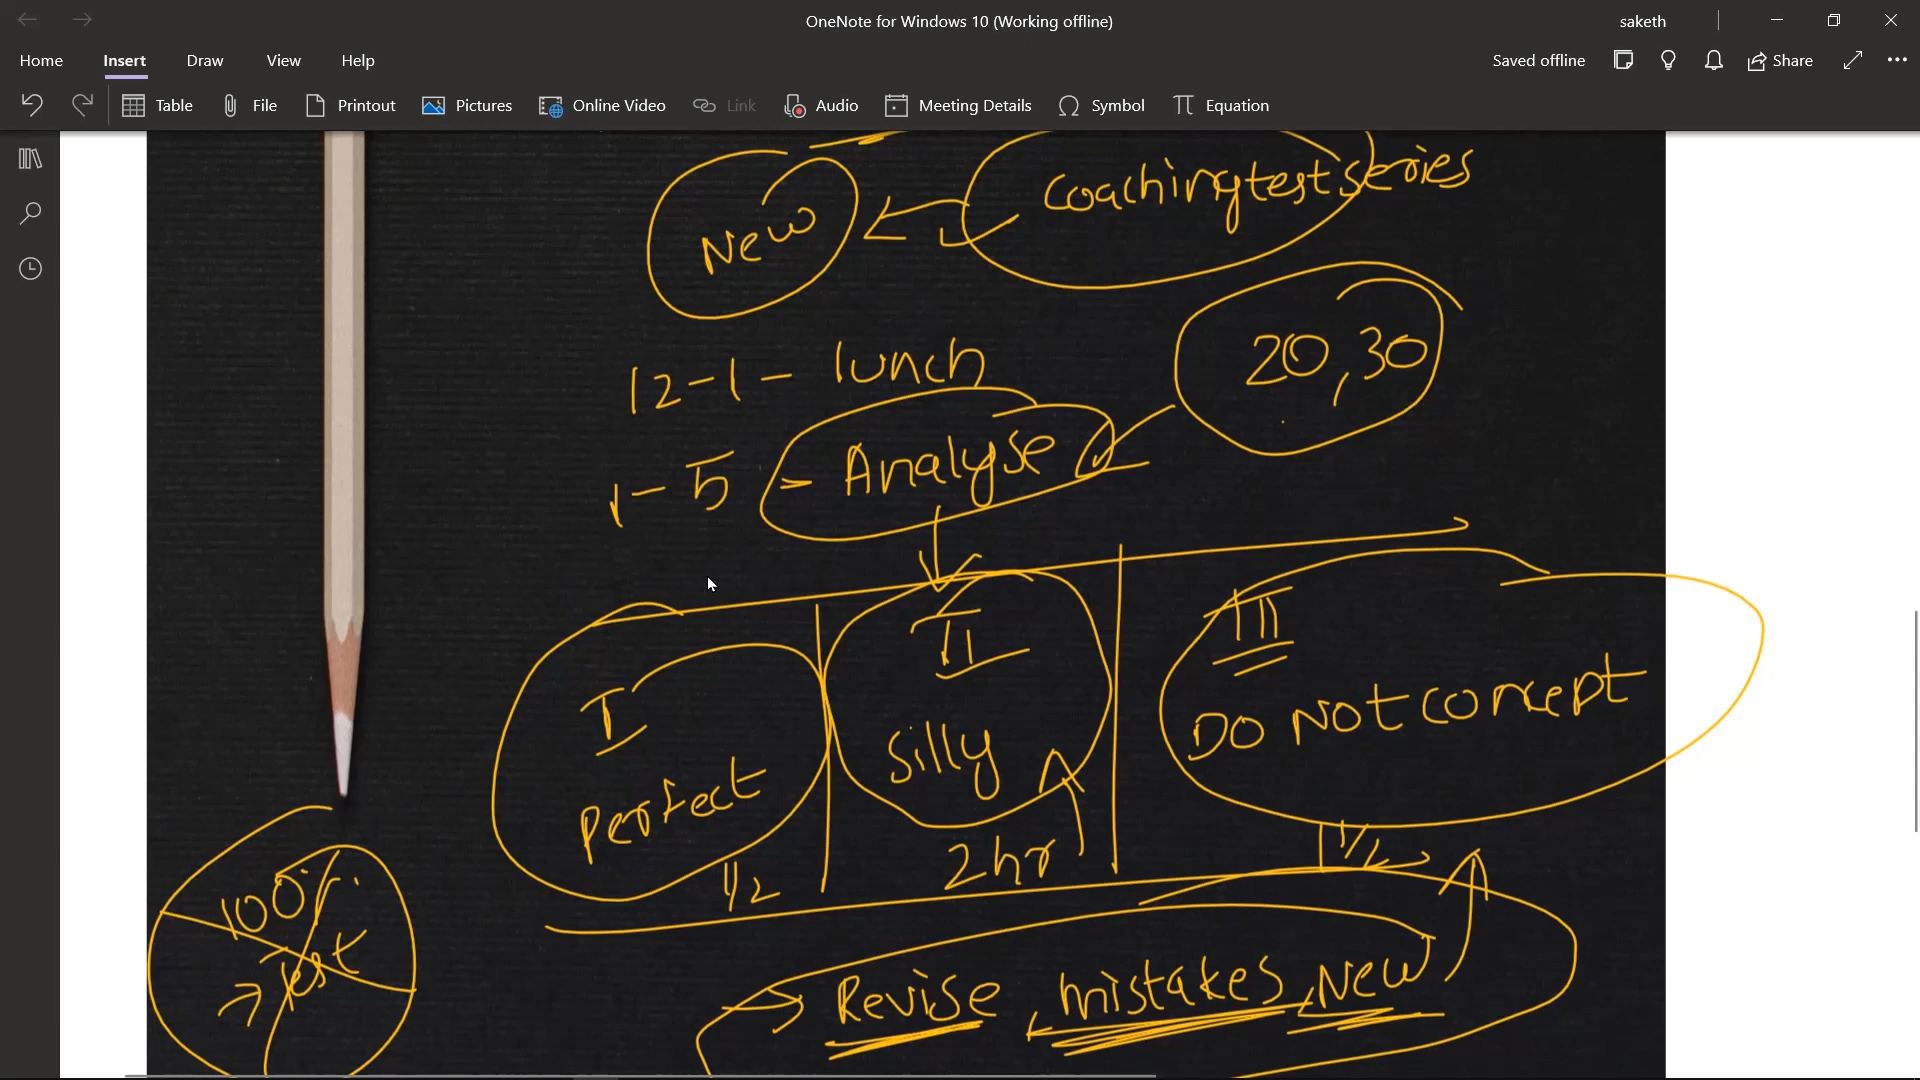 OneNote for Windows 10 (Working offline)
saketh
Home Insert Draw View Help
Saved offline
Share
Table File Printout Pictures Online Video Link Audio Meeting Details Symbol Equation
New
Coachingtestseries
12-1 - lunch
20,30
1-5 - Analyse
I
II
III
perfect
silly
DO NOT concept
1/2
2hr
1 1/2
100%.
Test
Revise, mistakes, New